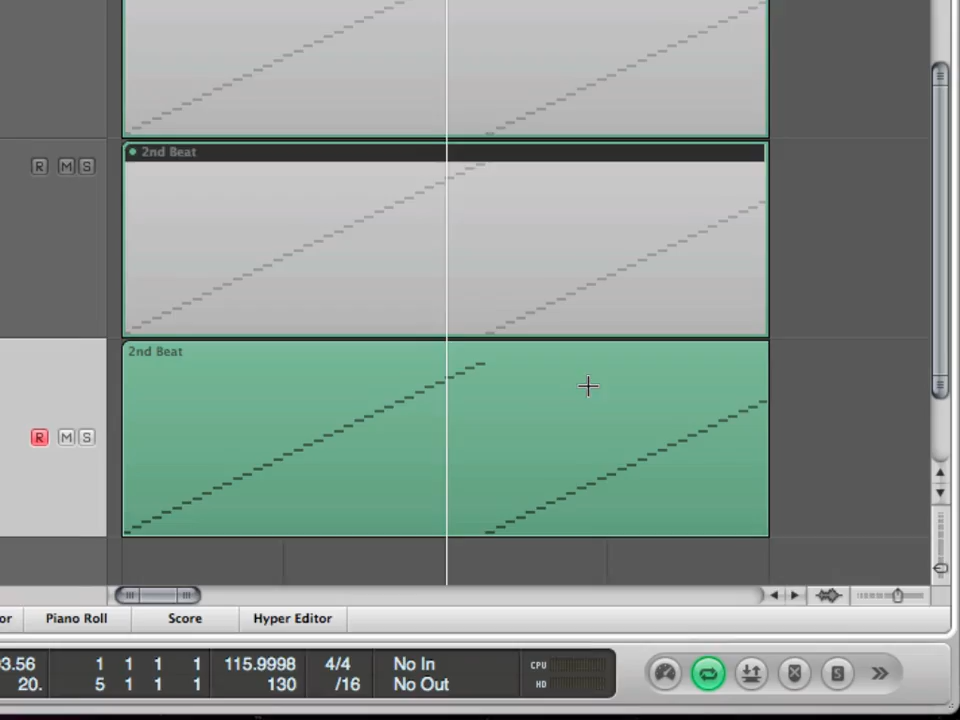 R M S
2nd Beat
2nd Beat
R M S
or Piano Roll Score Hyper Editor
3.56 1 1 1 1 115.9998 4/4 No In CPU
20. 5 1 1 1 130 /16 No Out HD
S